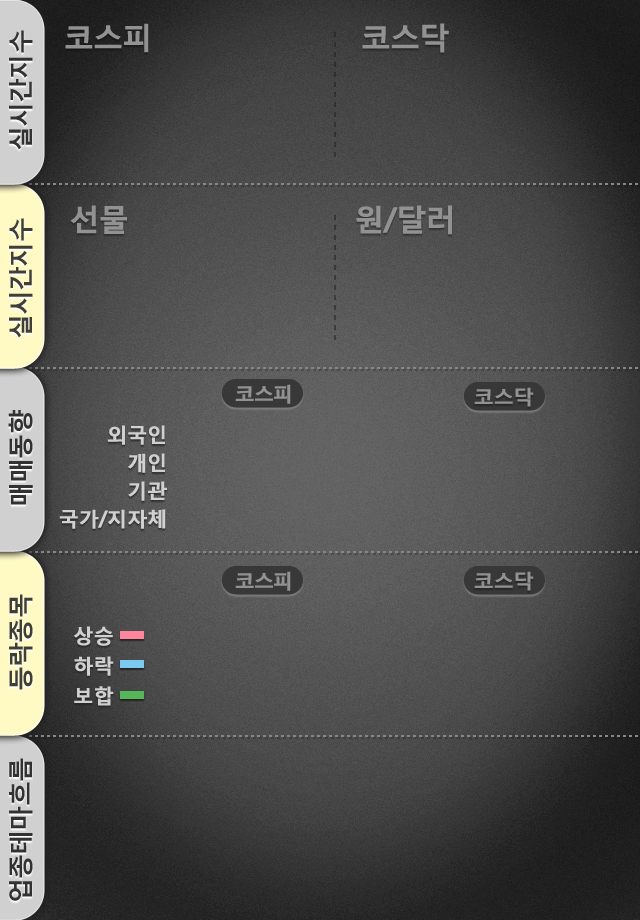 실시간지수
코스피
코스닥
실시간지수
선물
원/달러
매매동향
코스피
코스닥
외국인
개인
기관
국가/지자체
등락종목
코스피
코스닥
상승
하락
보합
업종테마흐름